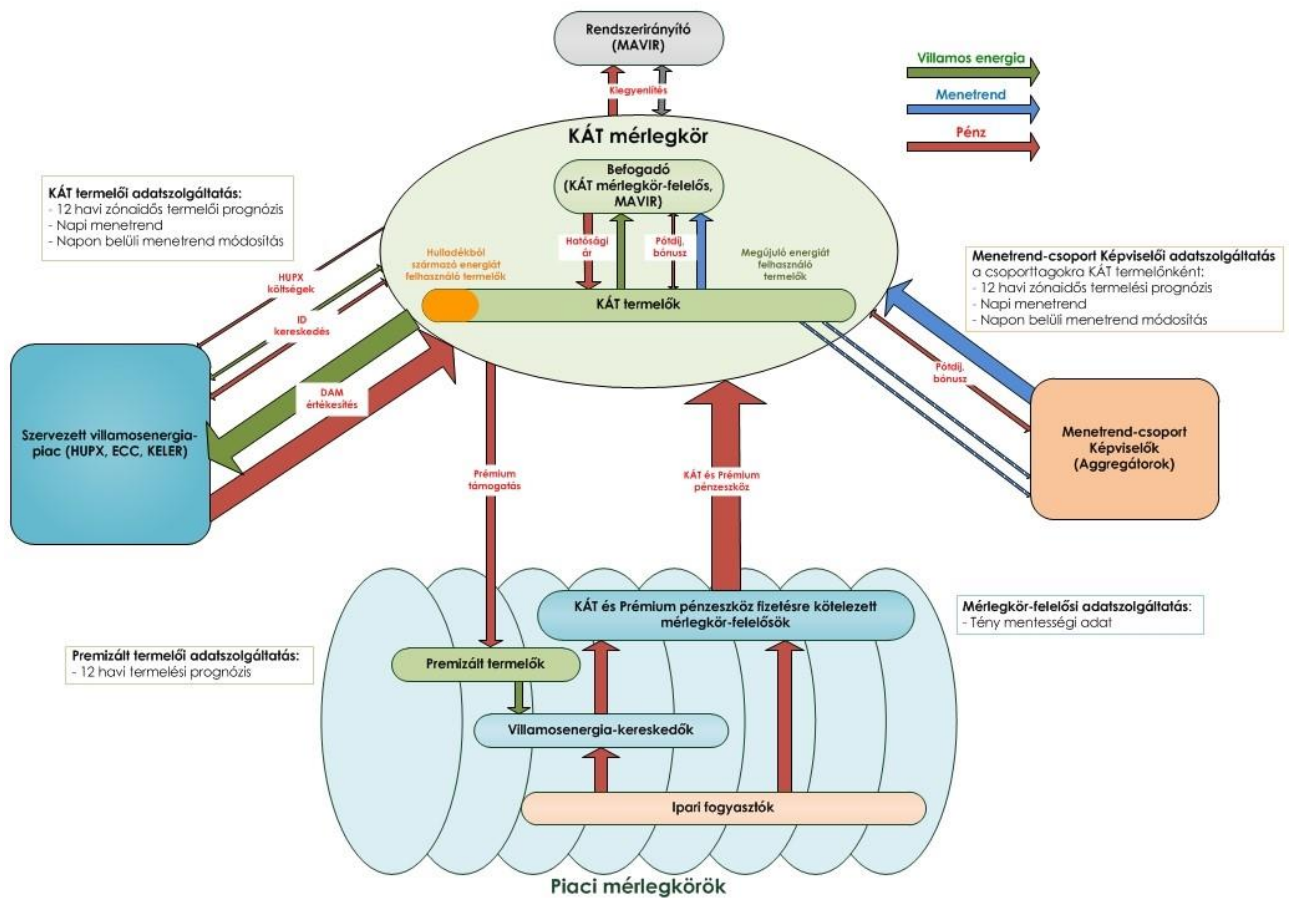 Rendszerirányító
(MAVIR)
Villamos energia
Menetrend
Pénz
Kiegyenlítés
KÁT mérlegkör
Befogadó
(KÁT mérlegkör-felelős,
MAVIR)
KÁT termelői adatszolgáltatás:
- 12 havi zónaidős termelői prognózis
- Napi menetrend
- Napon belüli menetrend módosítás
Hatósági
ár
Pótdíj,
bónusz
Hulladékból
származó energiát
felhasználó termelők
Megújuló energiát
felhasználó
termelők
KÁT termelők
Menetrend-csoport Képviselői adatszolgáltatás
a csoporttagokra KÁT termelőnként:
- 12 havi zónaidős termelési prognózis
- Napi menetrend
- Napon belüli menetrend módosítás
HUPX
költségek
ID
kereskedés
DAM
értékesítés
Pótdíj,
bónusz
Szervezett villamosenergia-
piac (HUPX, ECC, KELER)
Menetrend-csoport
Képviselők
(Aggregátorok)
Prémium
támogatás
KÁT és Prémium
pénzeszköz
KÁT és Prémium pénzeszköz fizetésre kötelezett
mérlegkör-felelősök
Mérlegkör-felelősi adatszolgáltatás:
- Tény mentességi adat
Premizált termelői adatszolgáltatás:
- 12 havi termelési prognózis
Premizált termelők
Villamosenergia-kereskedők
Ipari fogyasztók
Piaci mérlegkörök